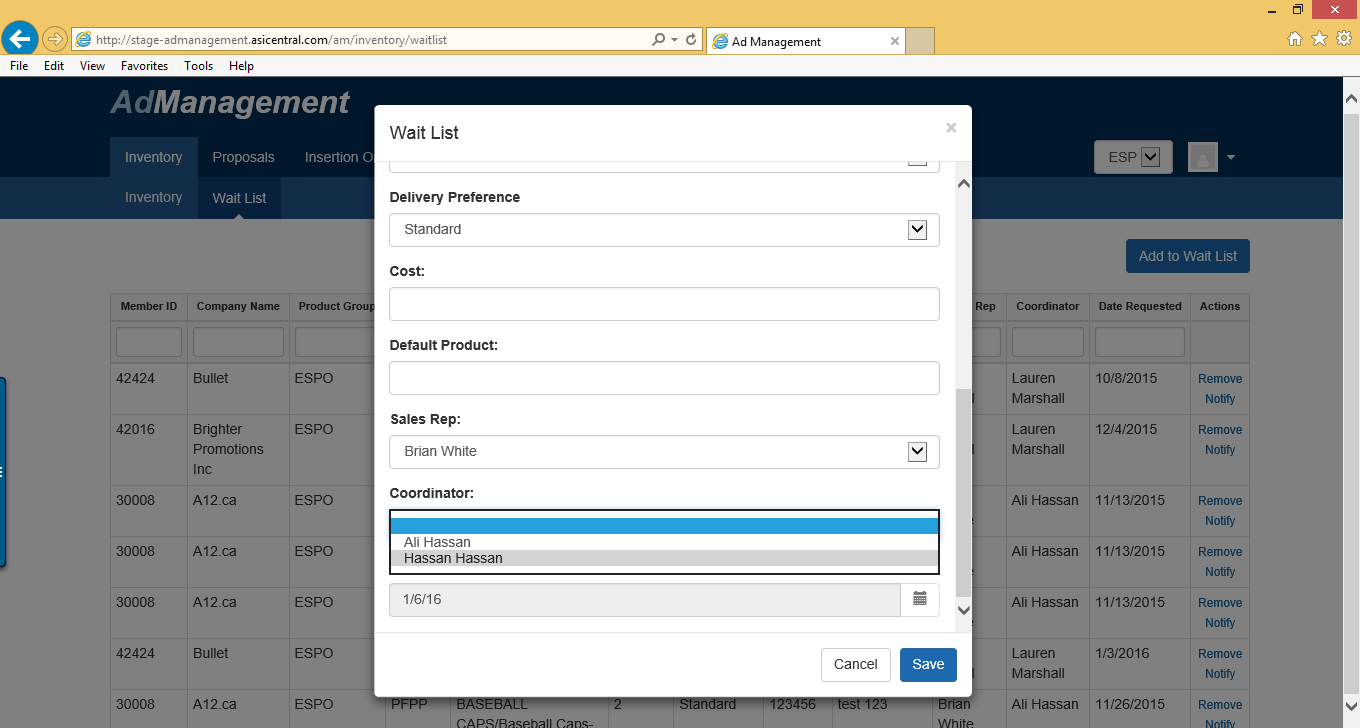 http://stage-admanagement.asicentral.com/am/inventory/waitlist
Ad Management
File Edit View Favorites Tools Help
AdManagement
Inventory Proposals Insertion O
ESP
Inventory Wait List
Add to Wait List
Wait List
Delivery Preference
Standard
Cost:
Default Product:
Sales Rep:
Brian White
Coordinator:
Ali Hassan
Hassan Hassan
1/6/16
Cancel Save
Member ID Company Name Product Group Rep Coordinator Date Requested Actions
42424 Bullet ESPO Lauren Marshall 10/8/2015 Remove Notify
42016 Brighter Promotions Inc ESPO Lauren Marshall 12/4/2015 Remove Notify
30008 A12.ca ESPO Ali Hassan 11/13/2015 Remove Notify
30008 A12.ca ESPO Ali Hassan 11/13/2015 Remove Notify
30008 A12.ca ESPO Ali Hassan 11/13/2015 Remove Notify
42424 Bullet ESPO Lauren Marshall 1/3/2016 Remove Notify
30008 A12.ca PFPP BASEBALL CAPS/Baseball Caps- 2 Standard 123456 test 123 Brian White Ali Hassan 11/26/2015 Remove Notify